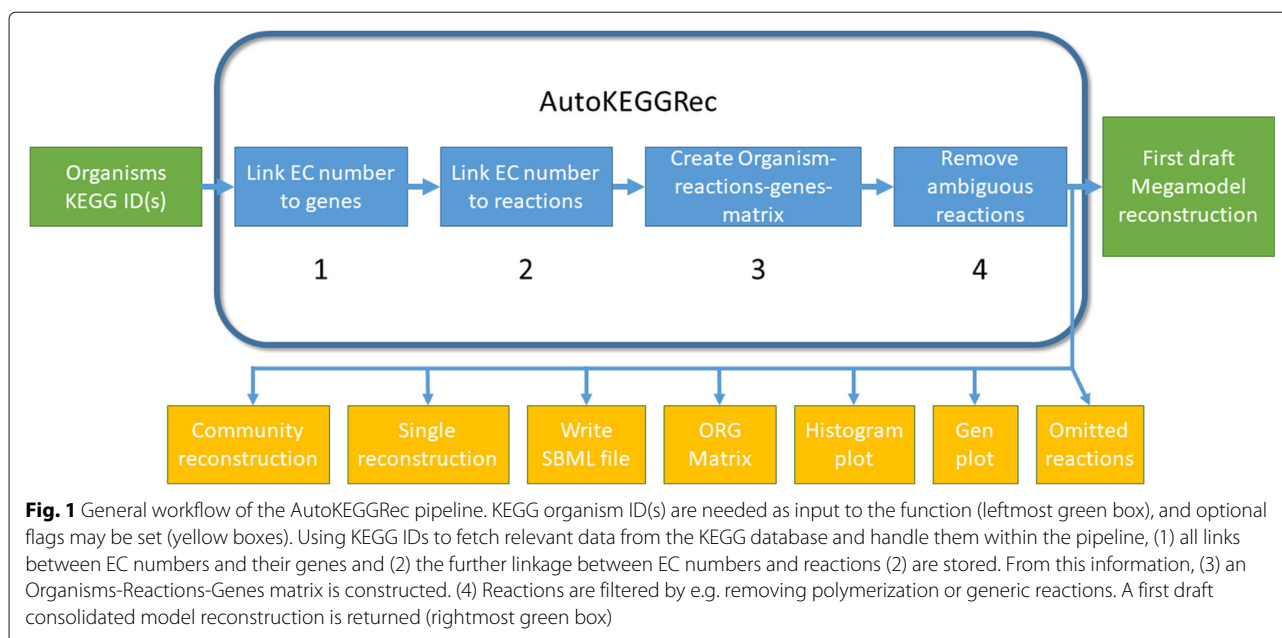 AutoKEGGRec
Organisms
KEGG ID(s)
Link EC number
to genes
Link EC number
to reactions
Create Organism-
reactions-genes-
matrix
Remove
ambiguous
reactions
First draft
Megamodel
reconstruction
1
2
3
4
Community
reconstruction
Single
reconstruction
Write
SBML file
ORG
Matrix
Histogram
plot
Gen
plot
Omitted
reactions
Fig. 1 General workflow of the AutoKEGGRec pipeline. KEGG organism ID(s) are needed as input to the function (leftmost green box), and optional
flags may be set (yellow boxes). Using KEGG IDs to fetch relevant data from the KEGG database and handle them within the pipeline, (1) all links
between EC numbers and their genes and (2) the further linkage between EC numbers and reactions (2) are stored. From this information, (3) an
Organisms-Reactions-Genes matrix is constructed. (4) Reactions are filtered by e.g. removing polymerization or generic reactions. A first draft
consolidated model reconstruction is returned (rightmost green box)